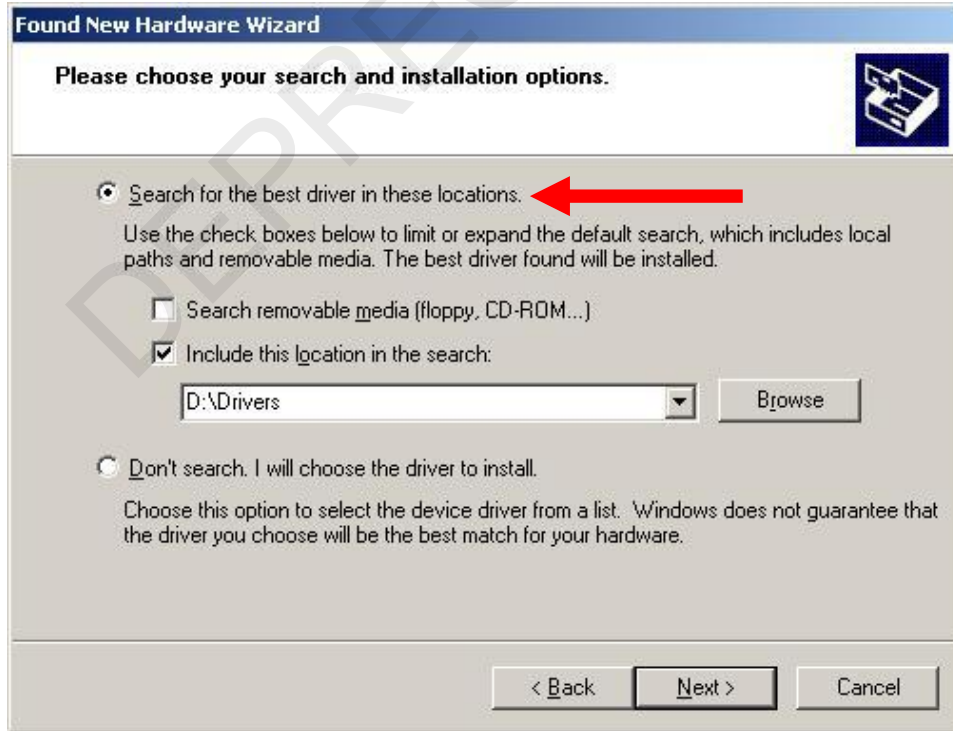 Found New Hardware Wizard
Please choose your search and installation options.
Search for the best driver in these locations.
Use the check boxes below to limit or expand the default search, which includes local
paths and removable media. The best driver found will be installed.
Search removable media (floppy, CD-ROM...)
Include this location in the search:
D:\Drivers
Browse
Don't search. I will choose the driver to install.
Choose this option to select the device driver from a list.  Windows does not guarantee that
the driver you choose will be the best match for your hardware.
< Back
Next >
Cancel